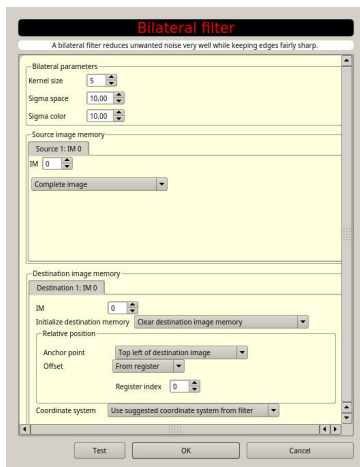 Bilateral filter
A bilateral filter reduces unwanted noise very well while keeping edges fairly sharp.
Bilateral parameters
Kernel size 5
Sigma space 10,00
Sigma color 10,00
Source image memory
Source 1: IM 0
IM 0
Complete image
Destination image memory
Destination 1: IM 0
IM 0
Initialize destination memory Clear destination image memory
Relative position
Anchor point Top left of destination image
Offset From register
Register index 0
Coordinate system Use suggested coordinate system from filter
Test OK Cancel